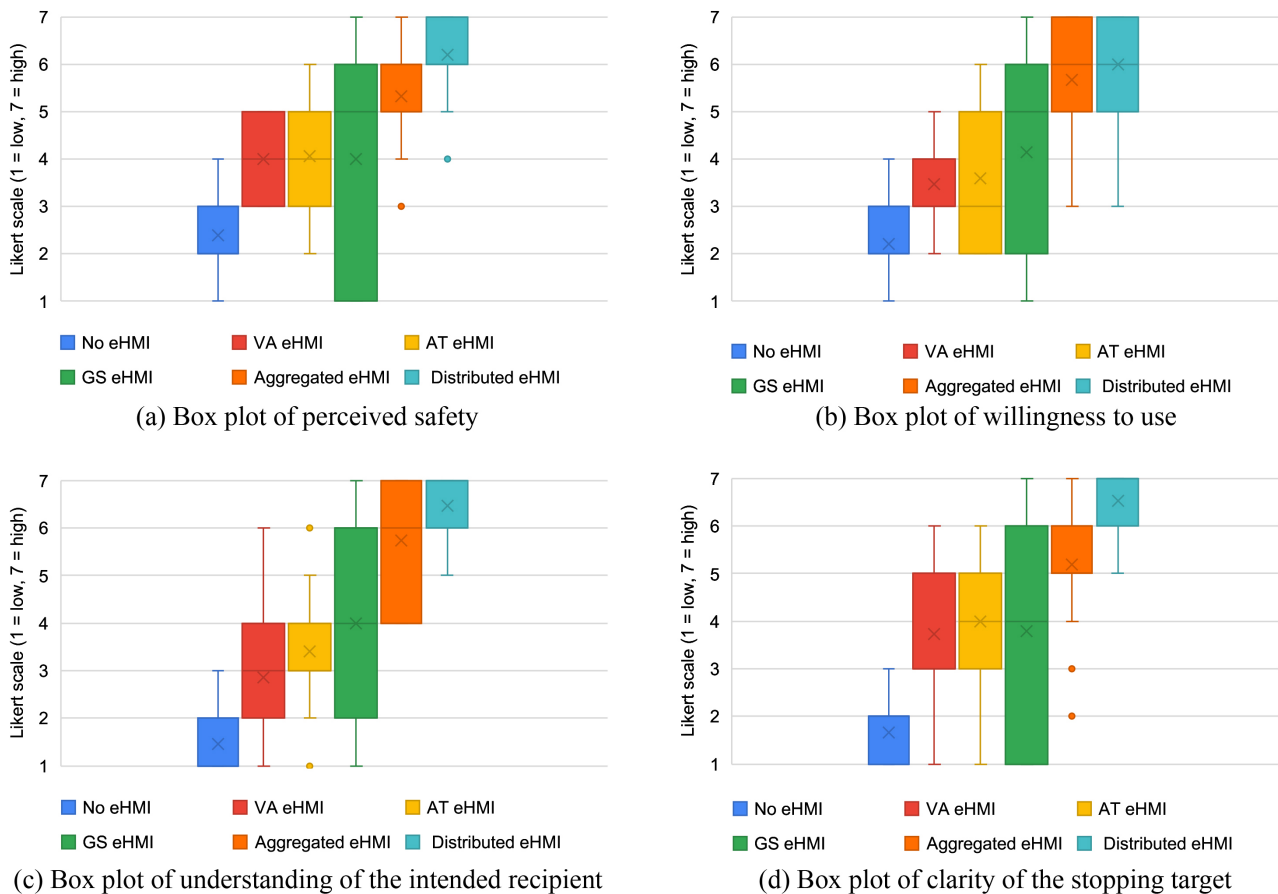 Likert scale (1 = low, 7 = high)
7
6
5
4
3
2
1
No eHMI VA eHMI AT eHMI
GS eHMI Aggregated eHMI Distributed eHMI
(a) Box plot of perceived safety
Likert scale (1 = low, 7 = high)
7
6
5
4
3
2
1
No eHMI VA eHMI AT eHMI
GS eHMI Aggregated eHMI Distributed eHMI
(b) Box plot of willingness to use
Likert scale (1 = low, 7 = high)
7
6
5
4
3
2
1
No eHMI VA eHMI AT eHMI
GS eHMI Aggregated eHMI Distributed eHMI
(c) Box plot of understanding of the intended recipient
Likert scale (1 = low, 7 = high)
7
6
5
4
3
2
1
No eHMI VA eHMI AT eHMI
GS eHMI Aggregated eHMI Distributed eHMI
(d) Box plot of clarity of the stopping target